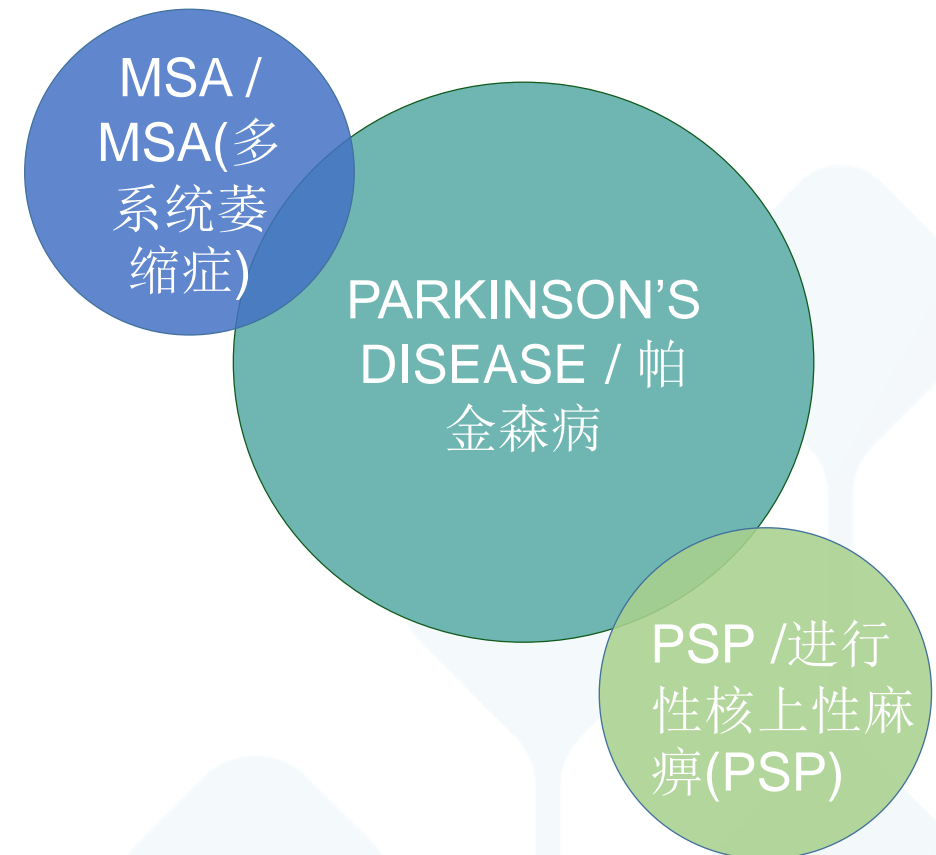 MSA /
MSA(多
系统萎
缩症)
PARKINSON’S
DISEASE / 帕
金森病
PSP /进行
性核上性麻
痹(PSP)